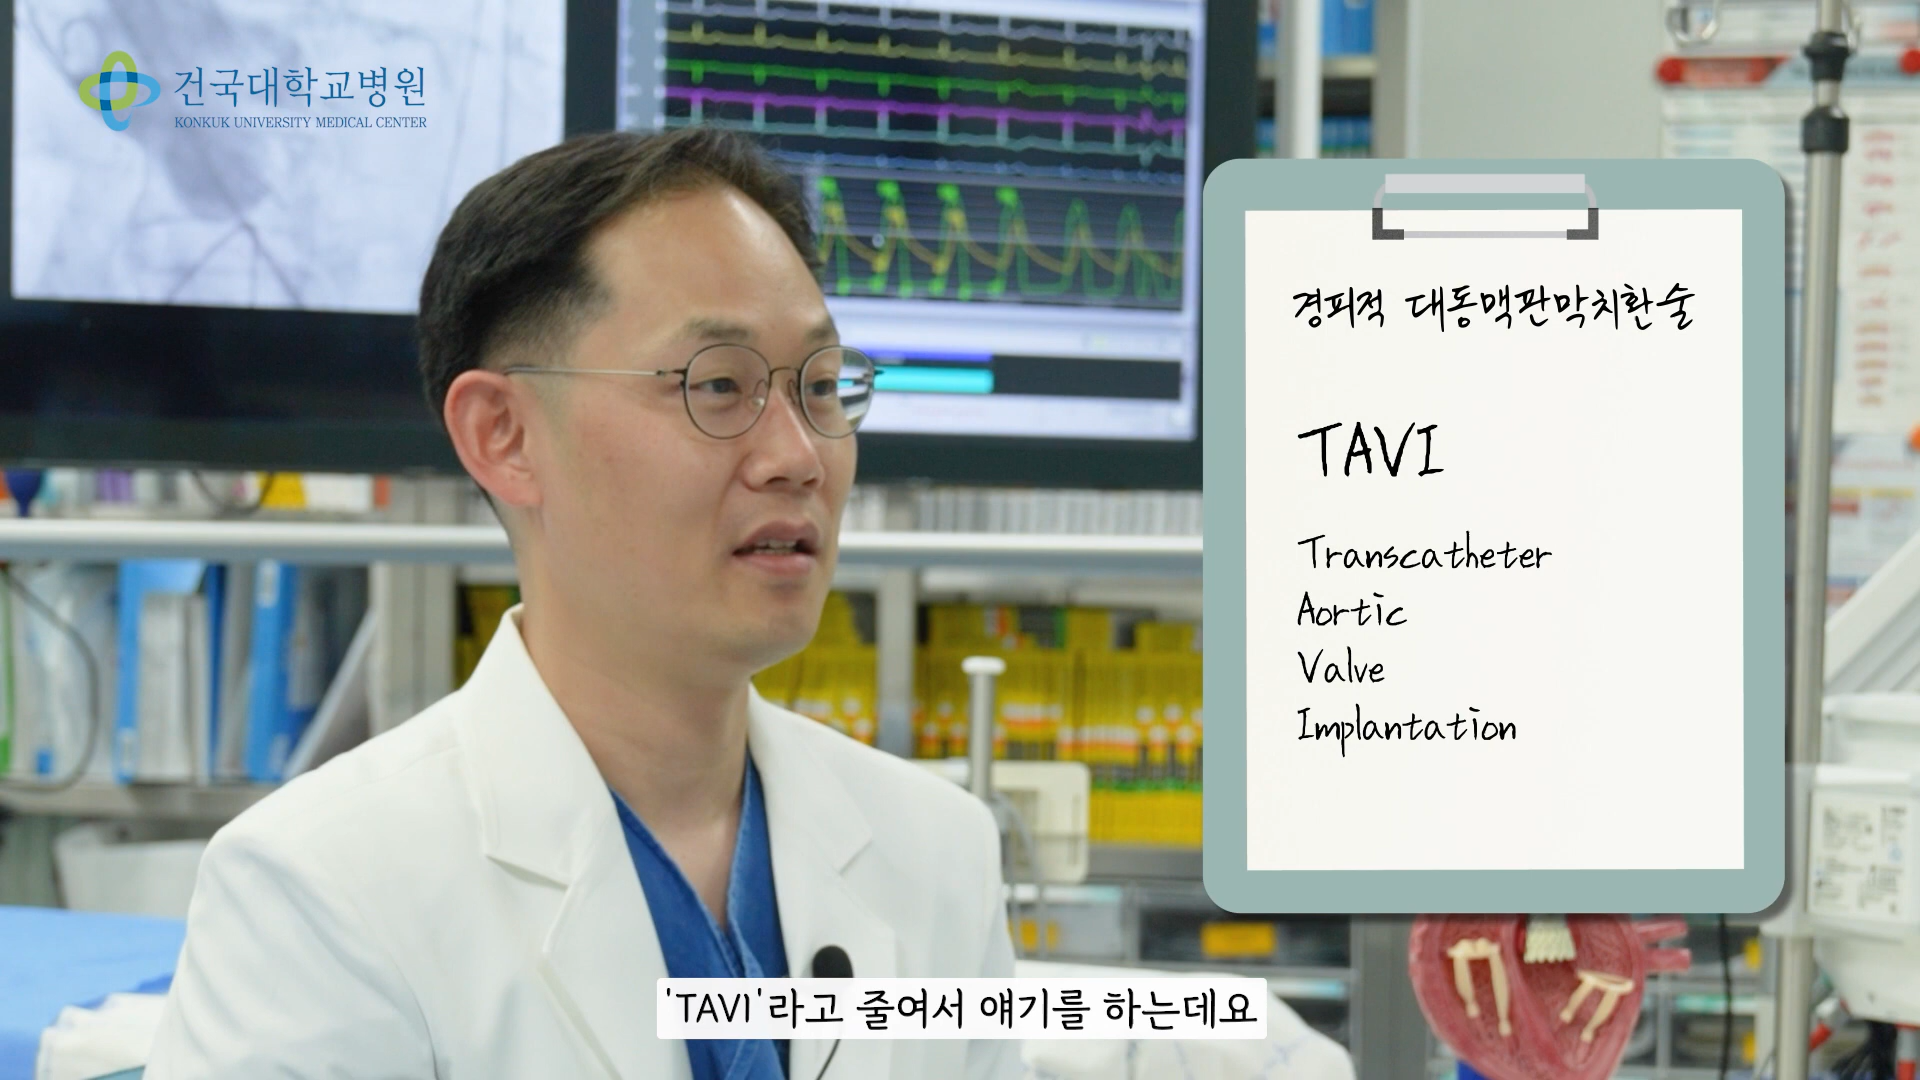 건국대학교병원
KONKUK UNIVERSITY MEDICAL CENTER
경피적 대동맥판막치환술
TAVI
Transcatheter
Aortic
Valve
Implantation
'TAVI'라고 줄여서 얘기를 하는데요